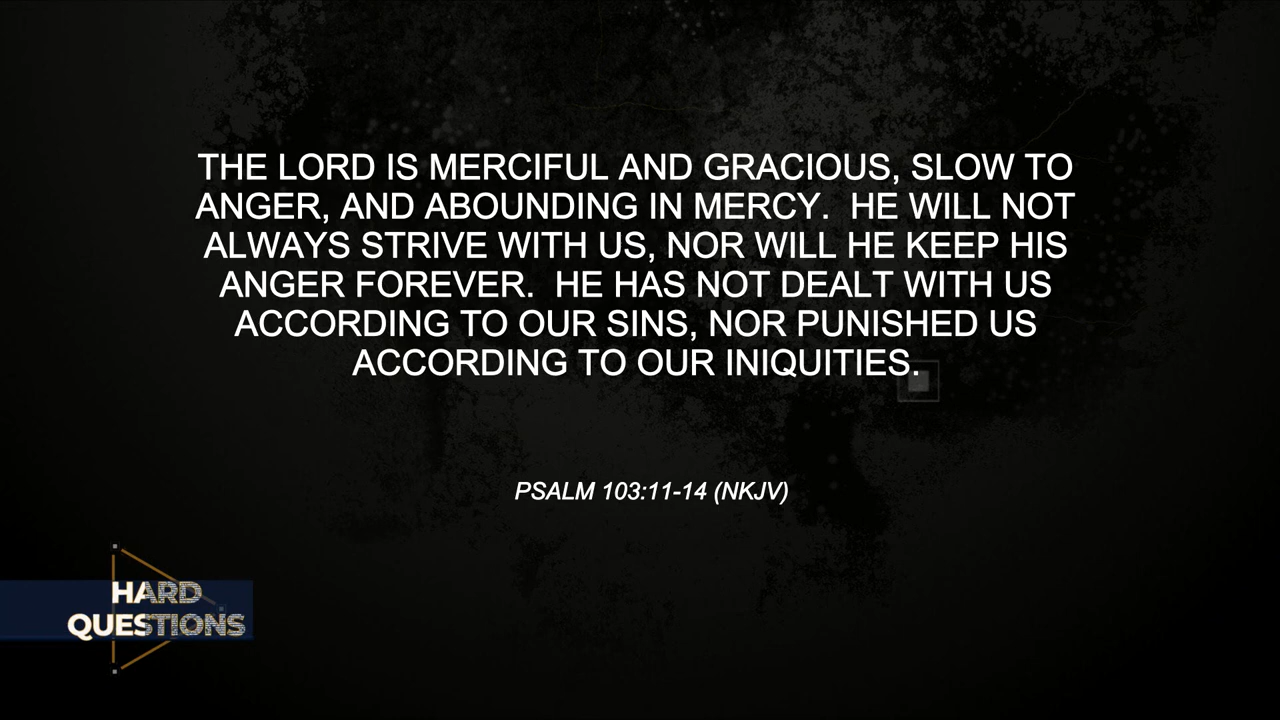 THE LORD IS MERCIFUL AND GRACIOUS, SLOW TO
ANGER, AND ABOUNDING IN MERCY.  HE WILL NOT
ALWAYS STRIVE WITH US, NOR WILL HE KEEP HIS
ANGER FOREVER.  HE HAS NOT DEALT WITH US
ACCORDING TO OUR SINS, NOR PUNISHED US
ACCORDING TO OUR INIQUITIES.
PSALM 103:11-14 (NKJV)
HARD
QUESTIONS